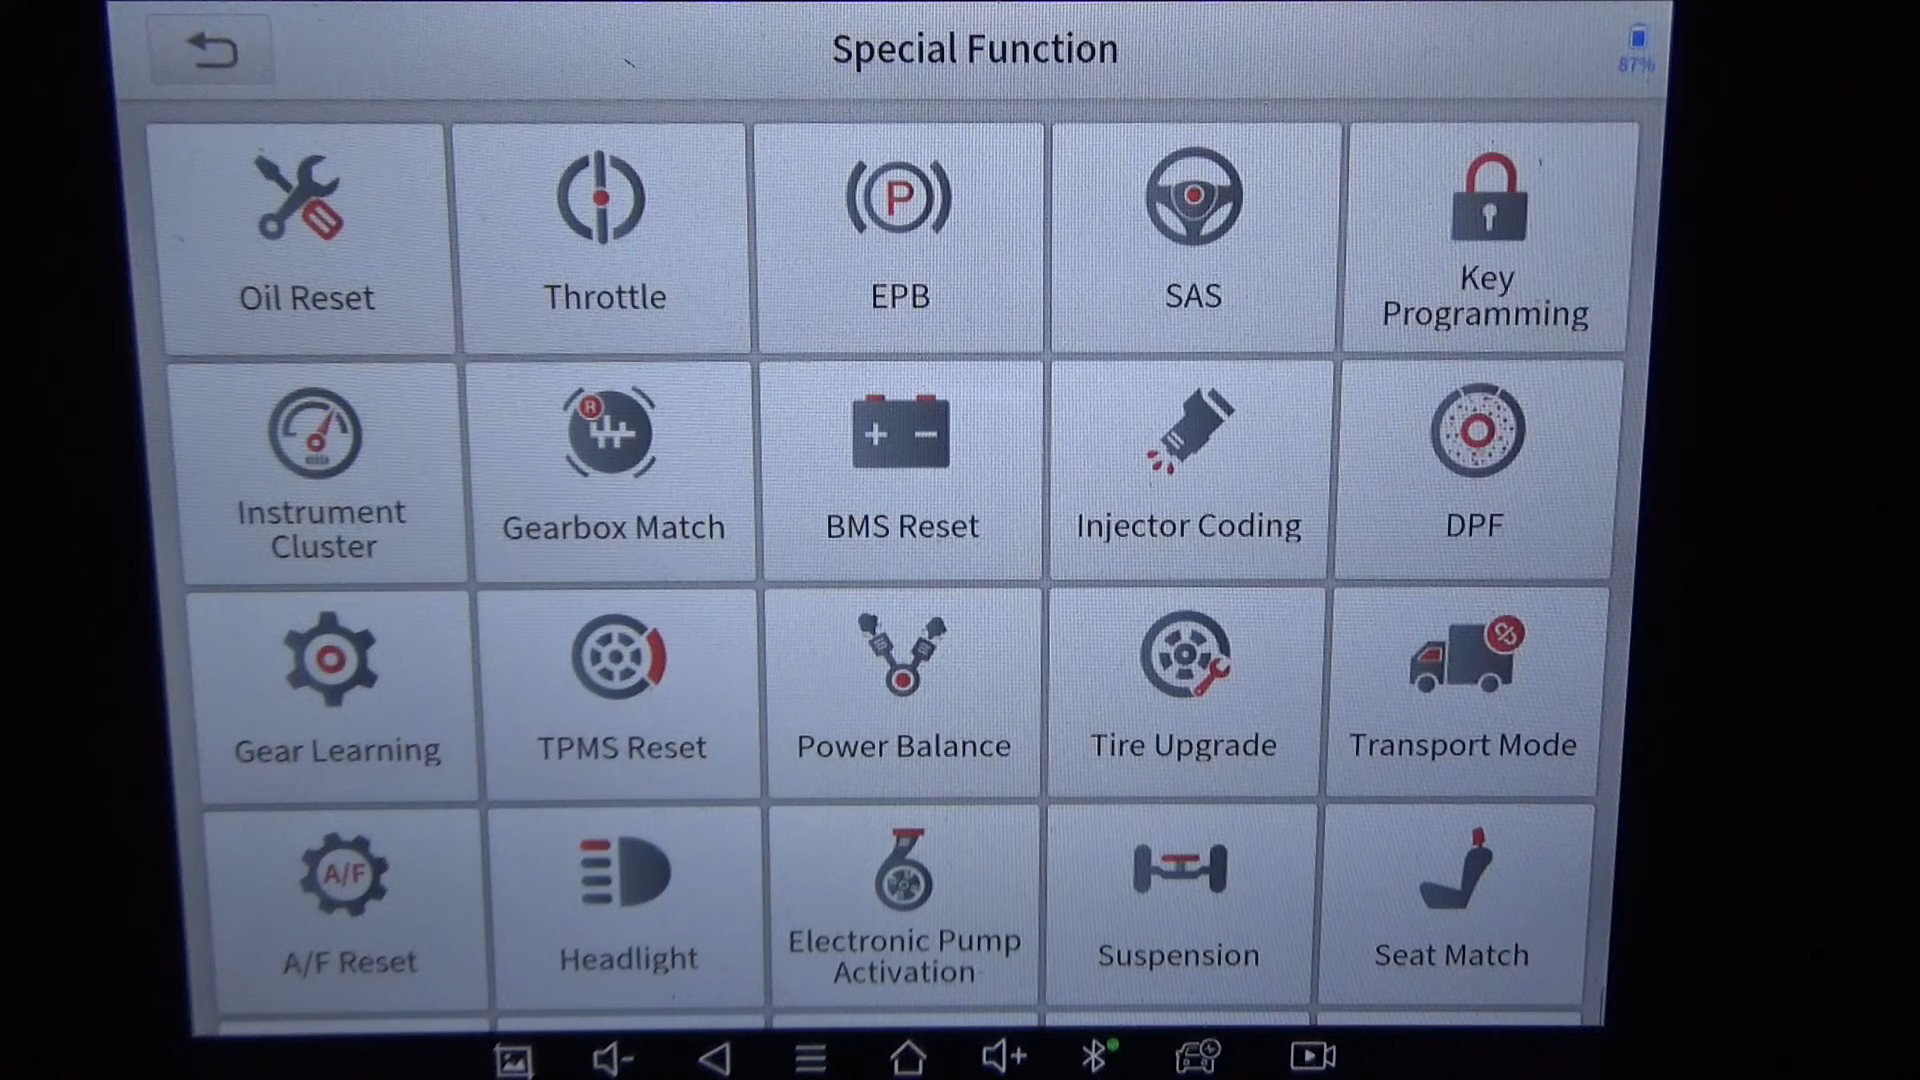 Special Function
87%
Oil Reset
Throttle
P
EPB
SAS
Key
Programming
Instrument
Cluster
R
Gearbox Match
BMS Reset
Injector Coding
DPF
Gear Learning
TPMS Reset
Power Balance
Tire Upgrade
Transport Mode
A/F
A/F Reset
Headlight
Electronic Pump
Activation
Suspension
Seat Match